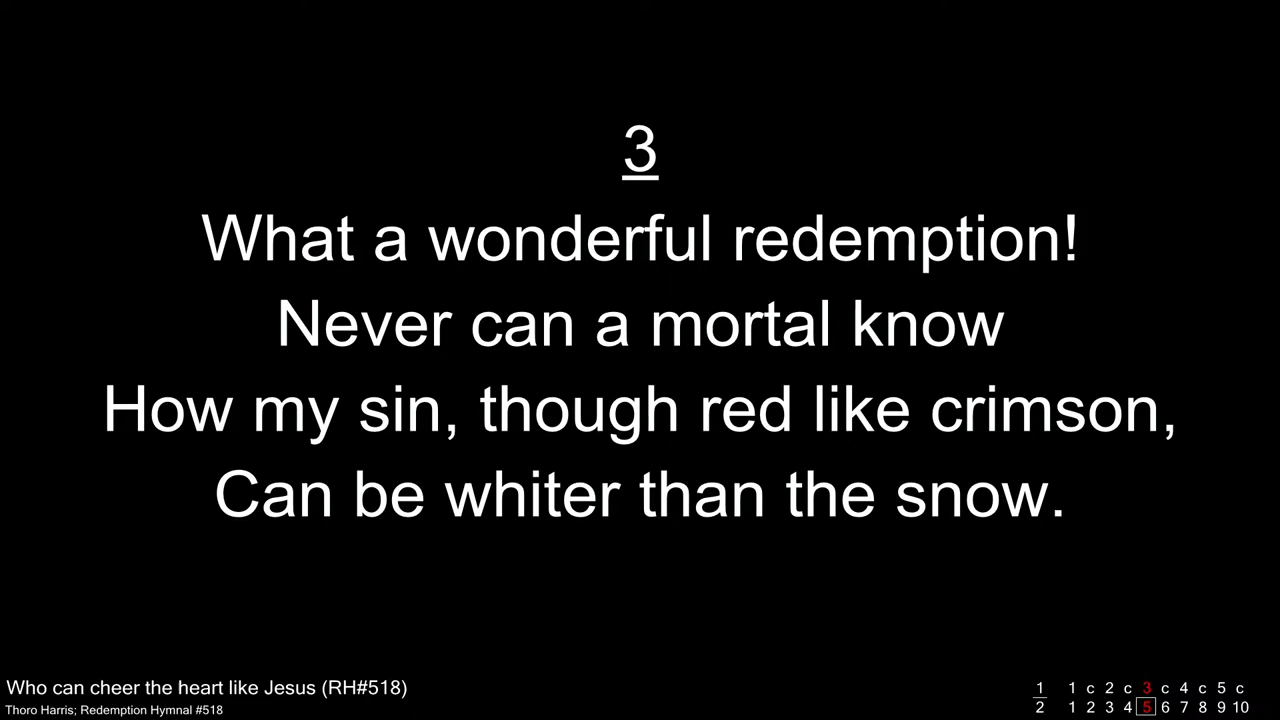 3
What a wonderful redemption!
Never can a mortal know
How my sin, though red like crimson,
Can be whiter than the snow.
Who can cheer the heart like Jesus (RH#518)
Thoro Harris; Redemption Hymnal #518
1 1 c 2 c 3 c 4 c 5 c
2 1 2 3 4 5 6 7 8 9 10